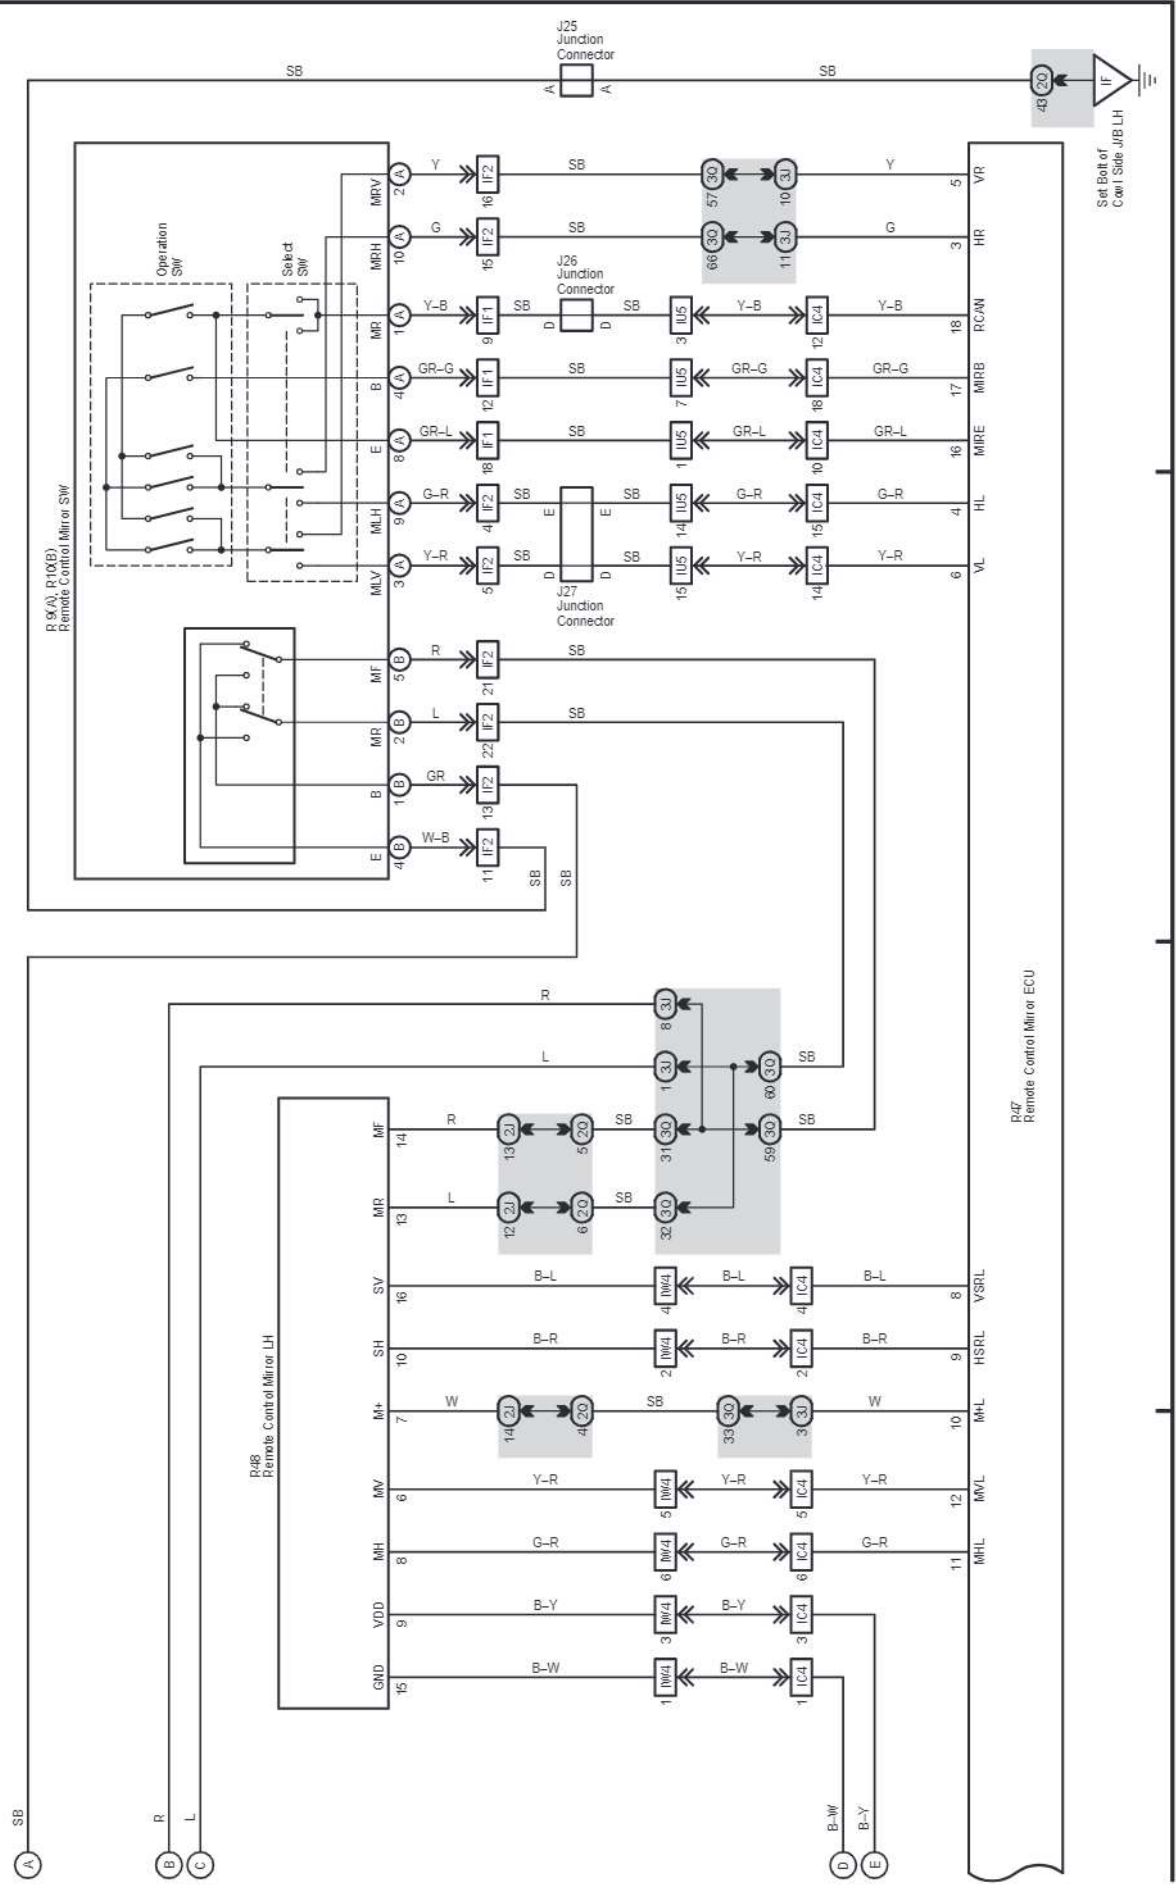 J25
Junction
Connector
SB
A
A
SB
43
2Q
IF
Set Bolt of
Cowl Side J/B LH
R 9(A), R10(B)
Remote Control Mirror SW
Operation
SW
Select
SW
MRV
2
A
Y
IF2
16
SB
57
3Q
10
3J
Y
5
VR
MRH
10
A
G
IF2
15
SB
66
3Q
11
3J
G
3
HR
J26
Junction
Connector
MR
1
A
Y–B
IF1
9
SB
D
D
SB
IU5
3
Y–B
IC4
12
Y–B
18
RCAN
B
4
A
GR–G
IF1
12
SB
IU5
7
GR–G
IC4
18
GR–G
17
MIRB
E
8
A
GR–L
IF1
18
SB
IU5
1
GR–L
IC4
10
GR–L
16
MIRE
MLH
9
A
G–R
IF2
4
SB
E
E
SB
IU5
14
G–R
IC4
15
G–R
4
HL
MLV
3
A
Y–R
IF2
5
SB
D
D
SB
IU5
15
Y–R
IC4
14
Y–R
6
VL
J27
Junction
Connector
MF
5
B
R
IF2
21
SB
MR
2
B
L
IF2
22
SB
B
1
B
GR
IF2
13
E
4
B
W–B
IF2
11
SB
SB
R47
Remote Control Mirror ECU
R
8
3J
L
1
3J
60
3Q
SB
R48
Remote Control Mirror LH
MF
14
R
13
2J
5
2Q
SB
31
3Q
59
3Q
SB
MR
13
L
12
2J
6
2Q
SB
32
3Q
SV
16
B–L
IW4
4
B–L
IC4
4
B–L
8
VSRL
SH
10
B–R
IW4
2
B–R
IC4
2
B–R
9
HSRL
M+
7
W
14
2J
4
2Q
SB
33
3Q
3
3J
W
10
M+L
MV
6
Y–R
IW4
5
Y–R
IC4
5
Y–R
12
MVL
MH
8
G–R
IW4
6
G–R
IC4
6
G–R
11
MHL
VDD
9
B–Y
IW4
3
B–Y
IC4
3
GND
15
B–W
IW4
1
B–W
IC4
1
SB
A
R
B
L
C
B–W
D
B–Y
E